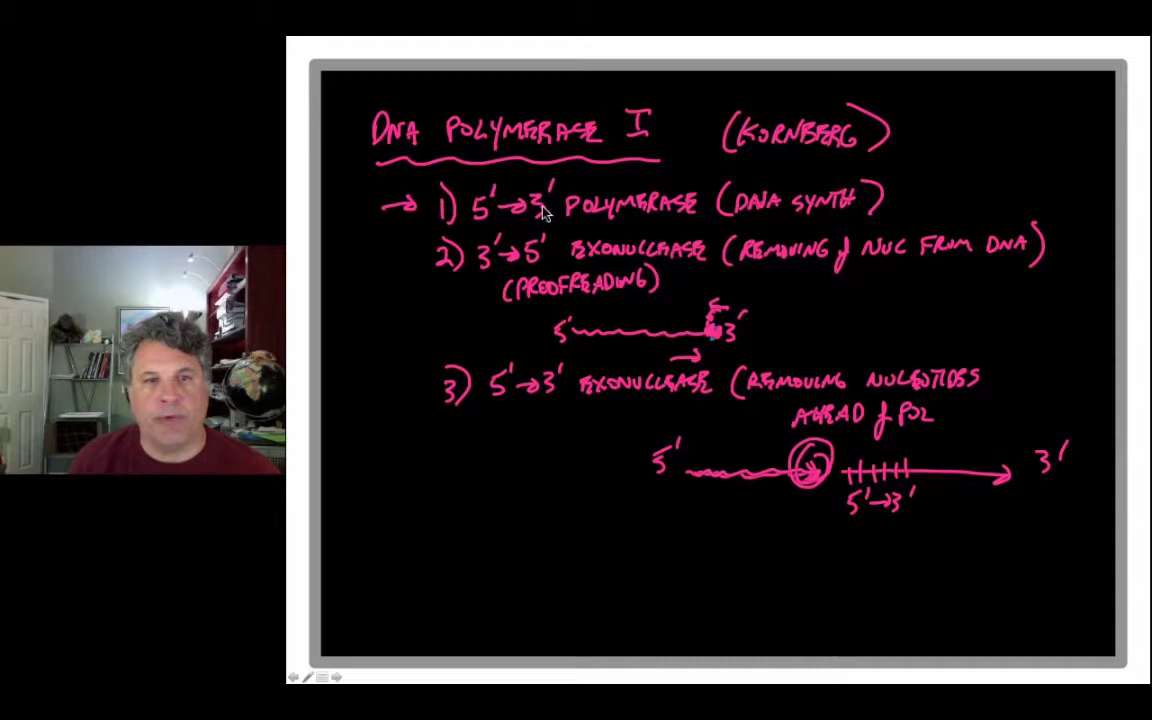 DNA POLYMERASE I (KORNBERG)
→ 1) 5'→3' POLYMERASE (DNA SYNTH)
2) 3'→5' EXONUCLEASE (REMOVING of NUC FROM DNA)
(PROOFREADING)
5' 3'
3) 5'→3' EXONUCLEASE (REMOVING NUCLEOTIDES
AHEAD of POL
5' 3'
5'→3'